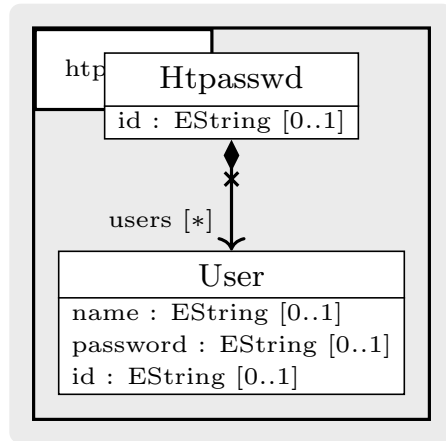 Htpasswd
id : EString [0..1]
users [*]
User
name : EString [0..1]
password : EString [0..1]
id : EString [0..1]